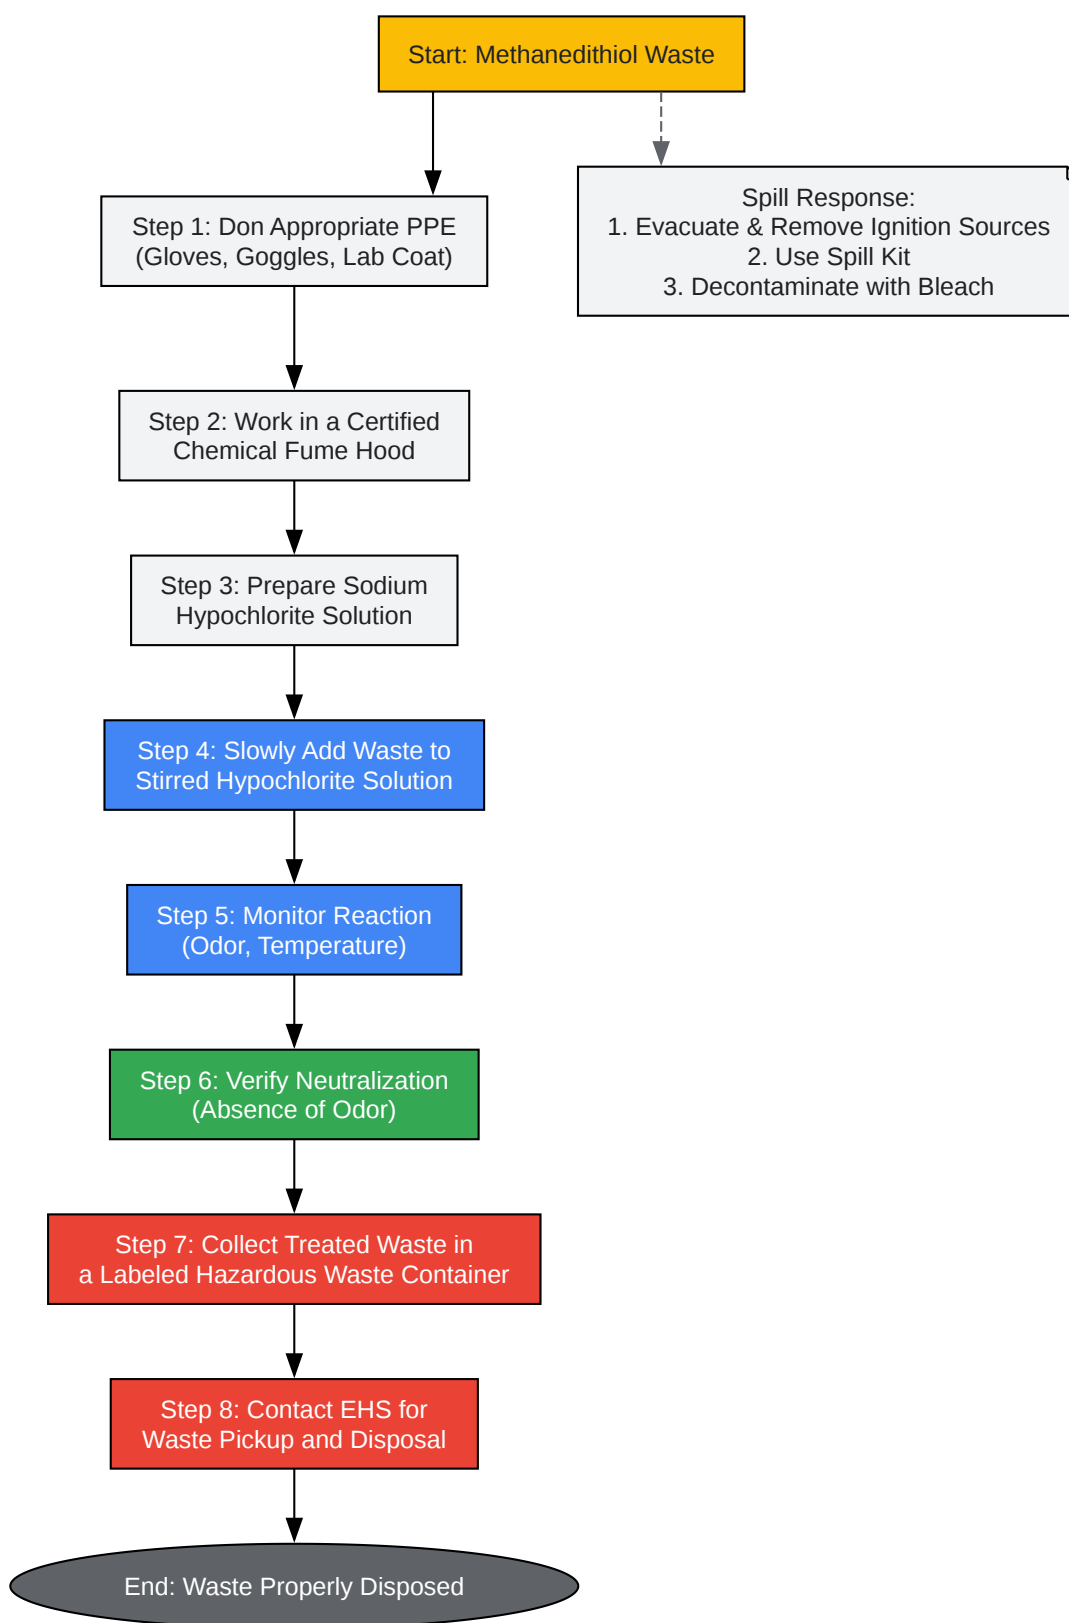 Start: Methanedithiol Waste
Step 1: Don Appropriate PPE
(Gloves, Goggles, Lab Coat)
Spill Response:
1. Evacuate & Remove Ignition Sources
2. Use Spill Kit
3. Decontaminate with Bleach
Step 2: Work in a Certified
Chemical Fume Hood
Step 3: Prepare Sodium
Hypochlorite Solution
Step 4: Slowly Add Waste to
Stirred Hypochlorite Solution
Step 5: Monitor Reaction
(Odor, Temperature)
Step 6: Verify Neutralization
(Absence of Odor)
Step 7: Collect Treated Waste in
a Labeled Hazardous Waste Container
Step 8: Contact EHS for
Waste Pickup and Disposal
End: Waste Properly Disposed